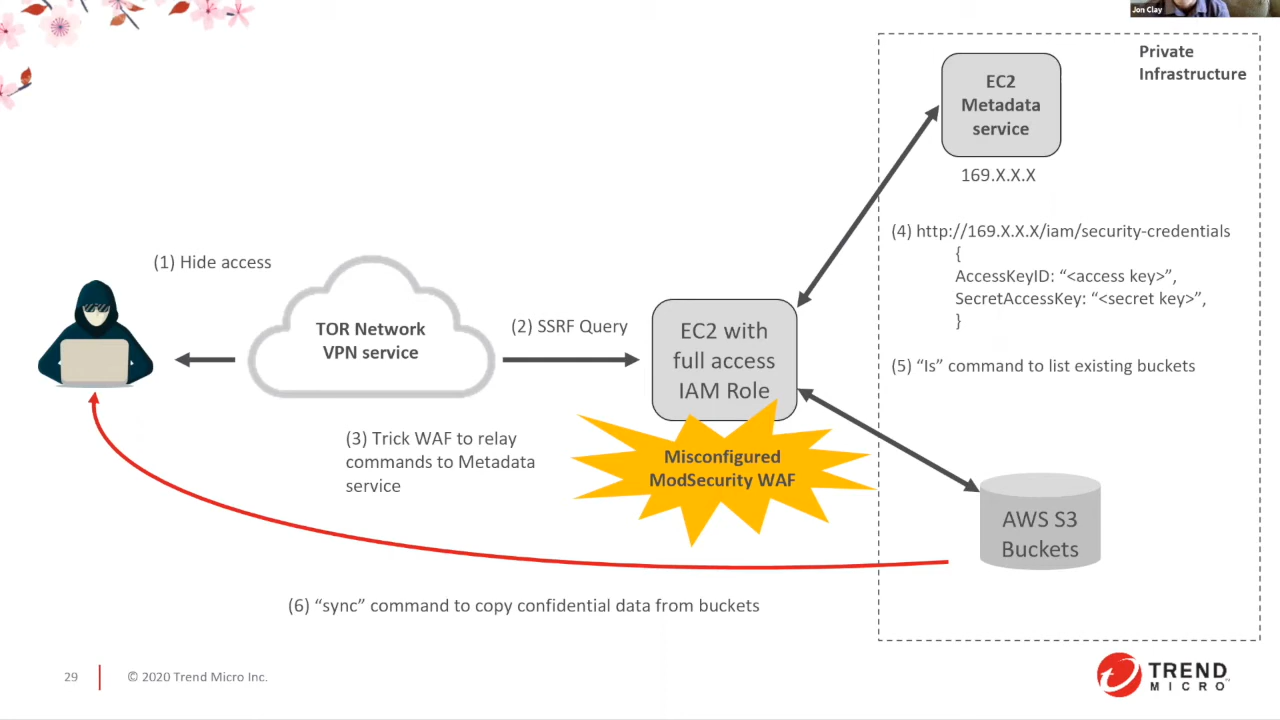 Jon Clay
Private
Infrastructure
EC2
Metadata
service
169.X.X.X
(4) http://169.X.X.X/iam/security-credentials
{
AccessKeyID: “<access key>”,
SecretAccessKey: “<secret key>”,
}
(1) Hide access
TOR Network
VPN service
(2) SSRF Query
EC2 with
full access
IAM Role
(5) “ls” command to list existing buckets
(3) Trick WAF to relay
commands to Metadata
service
Misconfigured
ModSecurity WAF
AWS S3
Buckets
(6) “sync” command to copy confidential data from buckets
29
© 2020 Trend Micro Inc.
TREND
MICRO